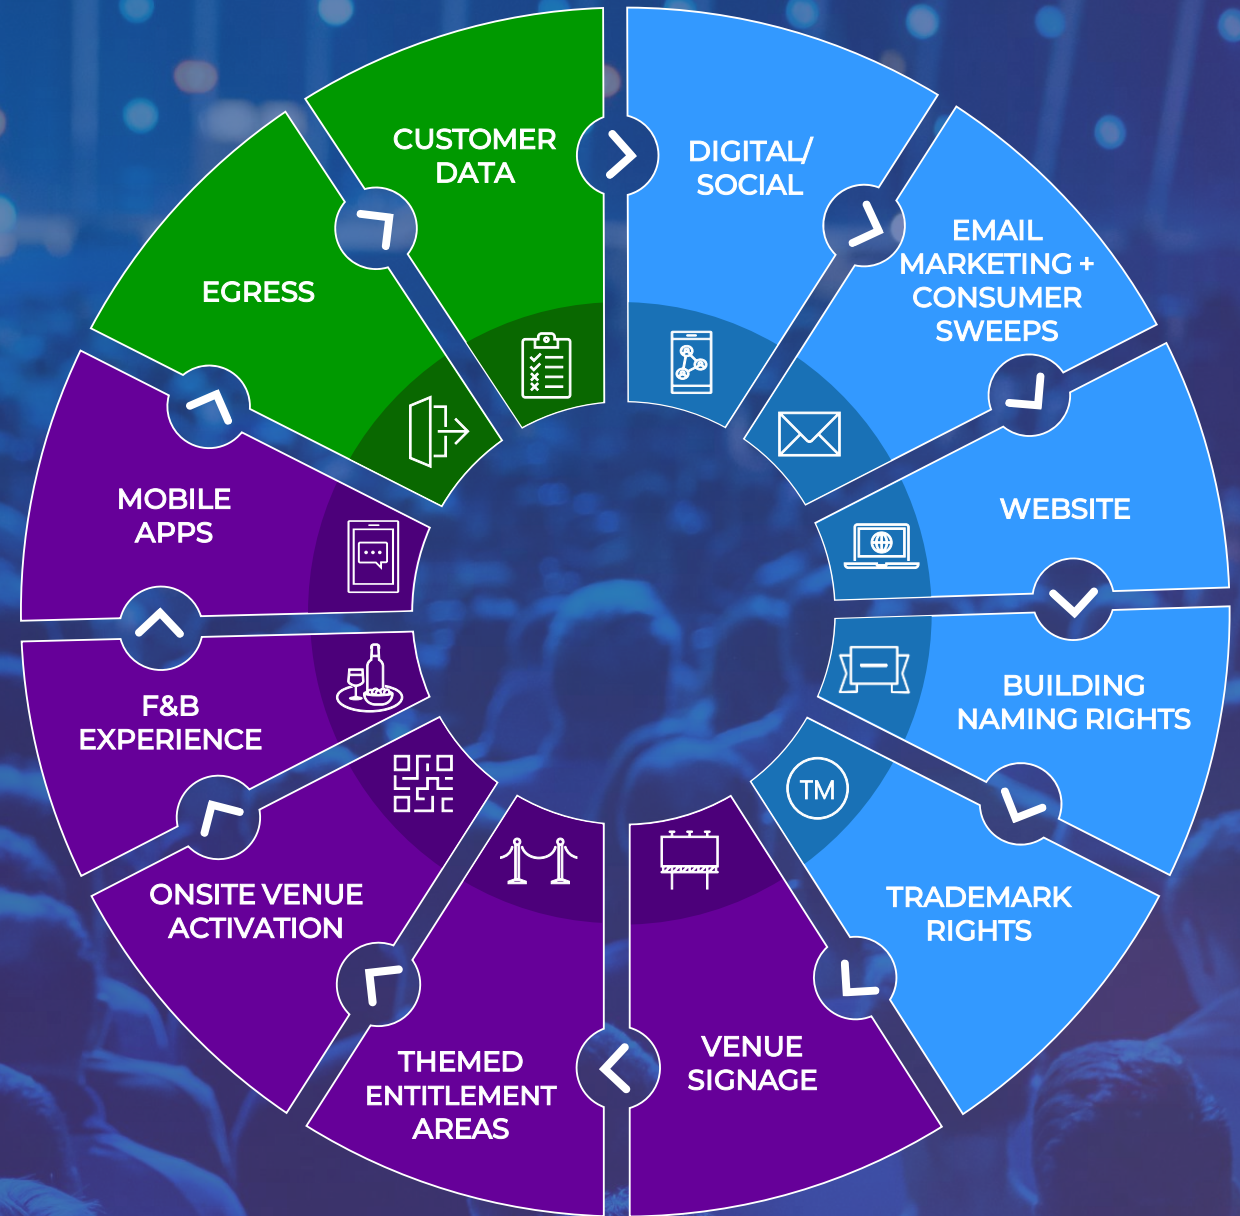 CUSTOMER
DATA
DIGITAL/
SOCIAL
EMAIL
MARKETING +
CONSUMER
SWEEPS
WEBSITE
BUILDING
NAMING RIGHTS
TM
TRADEMARK
RIGHTS
VENUE
SIGNAGE
THEMED
ENTITLEMENT
AREAS
ONSITE VENUE
ACTIVATION
F&B
EXPERIENCE
MOBILE
APPS
EGRESS